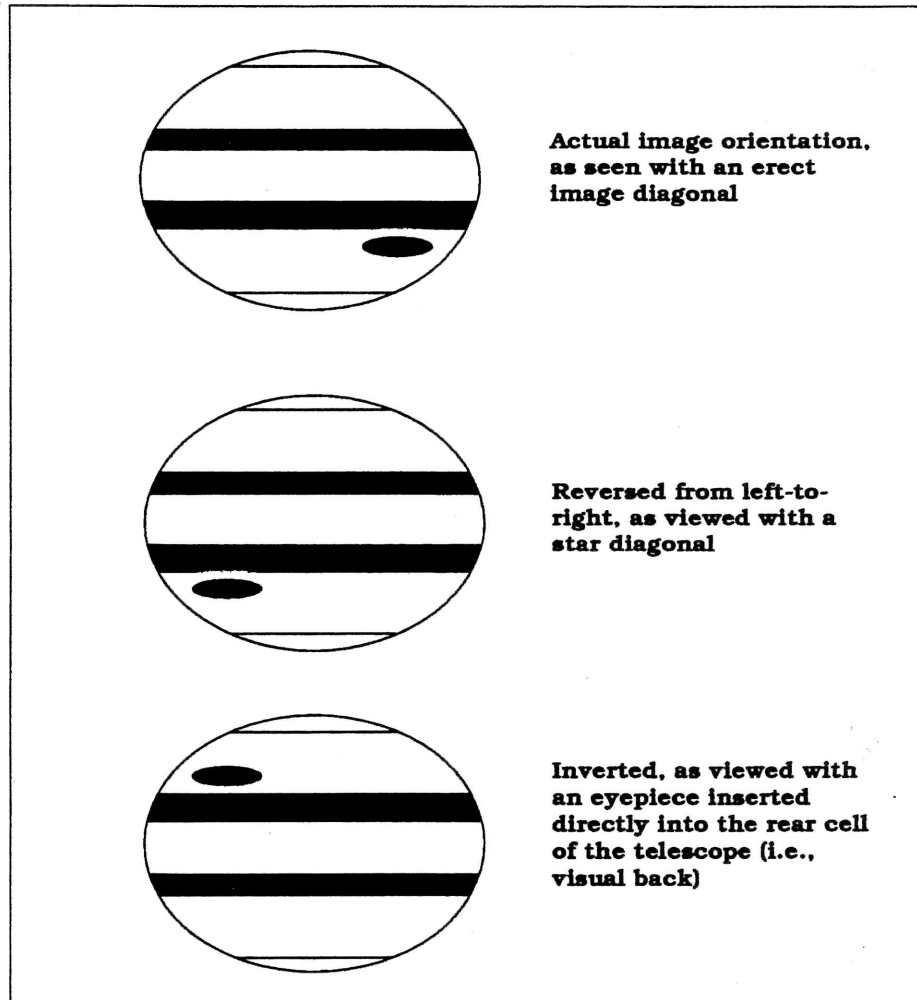 Actual image orientation,
as seen with an erect
image diagonal
Reversed from left-to-
right, as viewed with a
star diagonal
Inverted, as viewed with
an eyepiece inserted
directly into the rear cell
of the telescope (i.e.,
visual back)